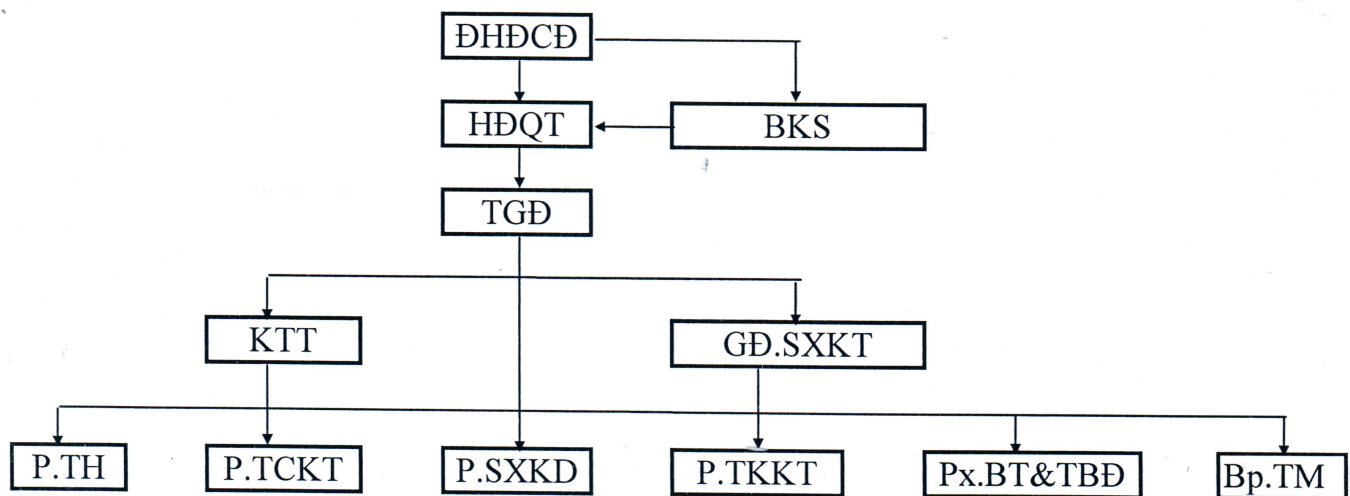 ĐHĐCĐ
HĐQT
BKS
TGĐ
KTT
GĐ.SXKT
P.TH
P.TCKT
P.SXKD
P.TKKT
Px.BT&TBĐ
Bp.TM